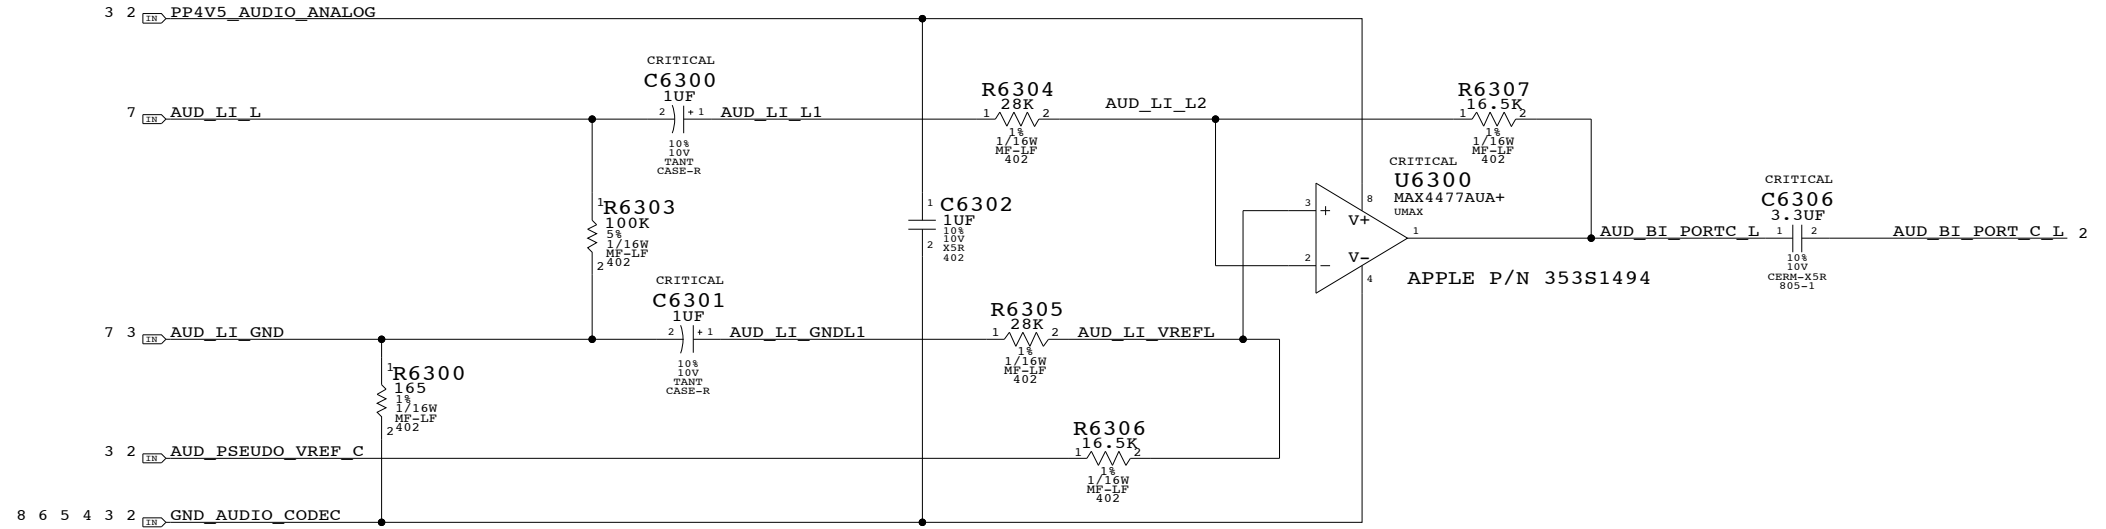 3 2 IN PP4V5_AUDIO_ANALOG
CRITICAL
C6300
1UF
7 IN AUD_LI_L
2 + 1
AUD_LI_L1
10%
10V
TANT
CASE-R
R6304
28K
1 2
1%
1/16W
MF-LF
402
AUD_LI_L2
R6307
16.5K
1 2
1%
1/16W
MF-LF
402
1
R6303
100K
5%
1/16W
MF-LF
402
2
1
C6302
1UF
10%
10V
X5R
402
2
CRITICAL
U6300
MAX4477AUA+
UMAX
8
V+
3 +
2 −
V-
4
1
APPLE P/N 353S1494
AUD_BI_PORTC_L
CRITICAL
C6306
3.3UF
1 2
10%
10V
CERM-X5R
805-1
AUD_BI_PORT_C_L 2
CRITICAL
C6301
1UF
7 3 IN AUD_LI_GND
2 + 1
AUD_LI_GNDL1
10%
10V
TANT
CASE-R
R6305
28K
1 2
1%
1/16W
MF-LF
402
AUD_LI_VREFL
1
R6300
165
1%
1/16W
MF-LF
402
2
3 2 IN AUD_PSEUDO_VREF_C
R6306
16.5K
1 2
1%
1/16W
MF-LF
402
8 6 5 4 3 2 IN GND_AUDIO_CODEC